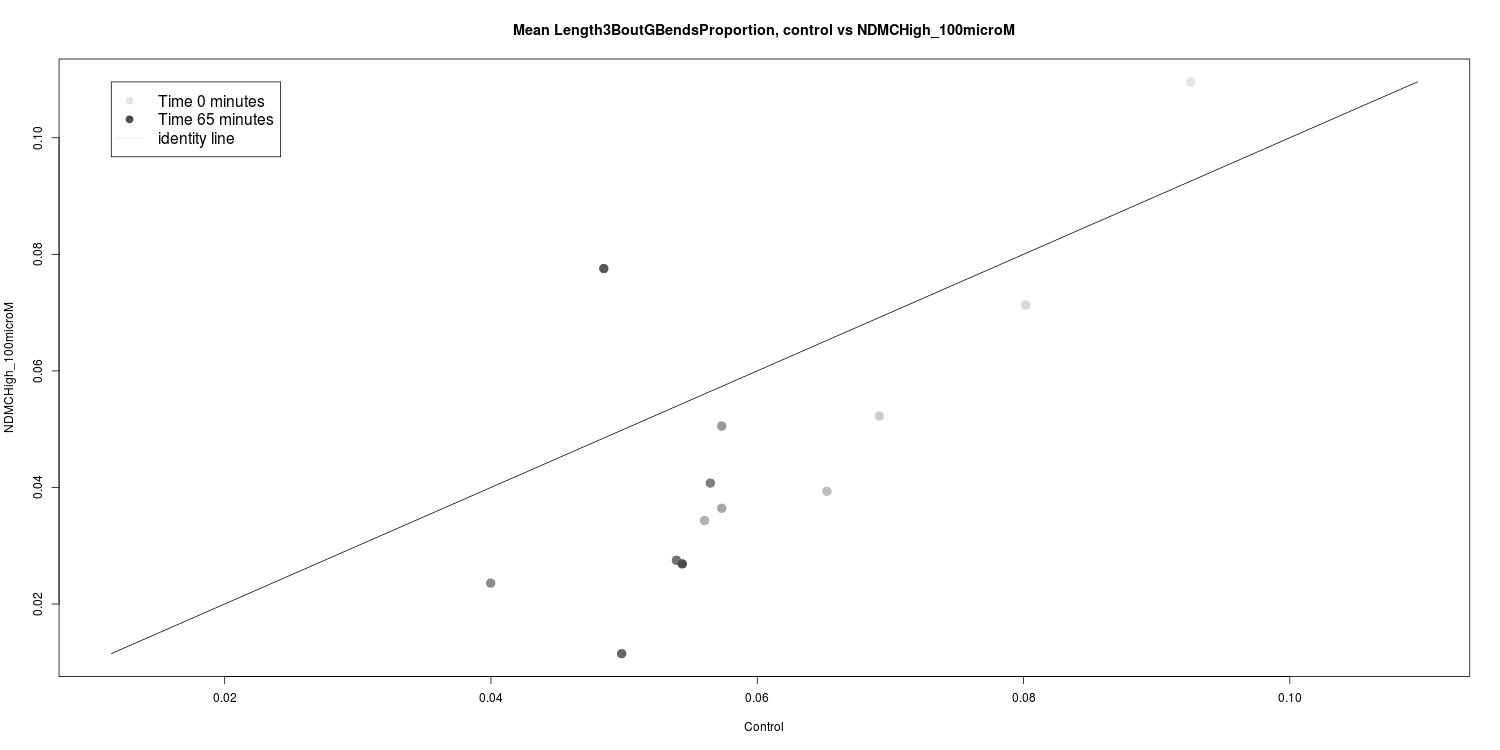 Mean Length3BoutGBendsProportion, control vs NDMCHigh_100microM
Time 0 minutes
Time 65 minutes
identity line
NDMCHigh_100microM
0.10
0.08
0.06
0.04
0.02
0.02
0.04
0.06
0.08
0.10
Control